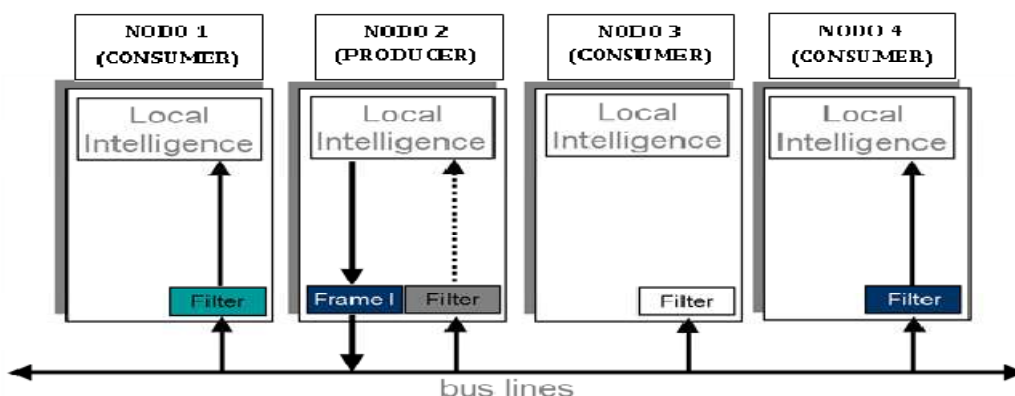 NODO 1
(CONSUMER)
NODO 2
(PRODUCER)
NODO 3
(CONSUMER)
NODO 4
(CONSUMER)
Local
Intelligence
Local
Intelligence
Local
Intelligence
Local
Intelligence
Filter
Frame I
Filter
Filter
Filter
bus lines